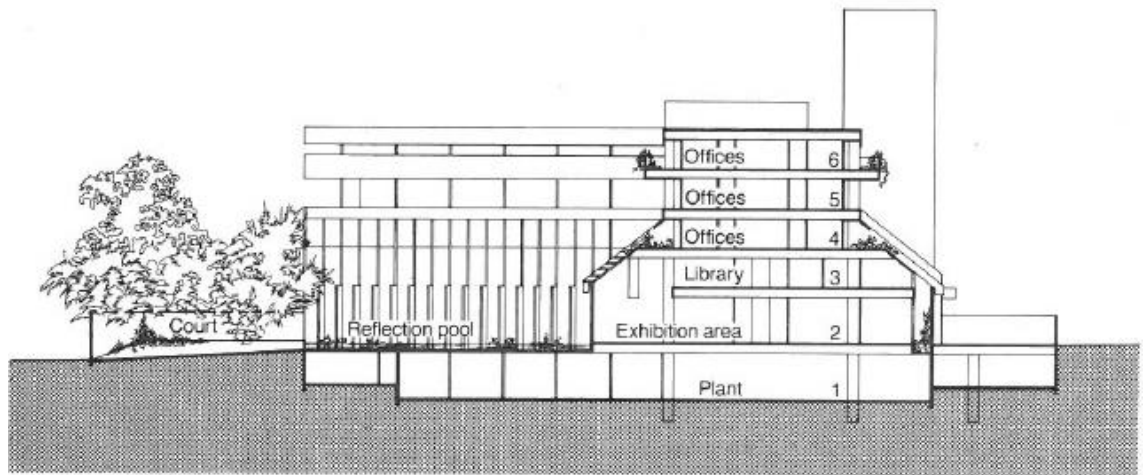 Offices 6
Offices 5
Offices 4
Library 3
Court Reflection pool Exhibition area 2
Plant 1